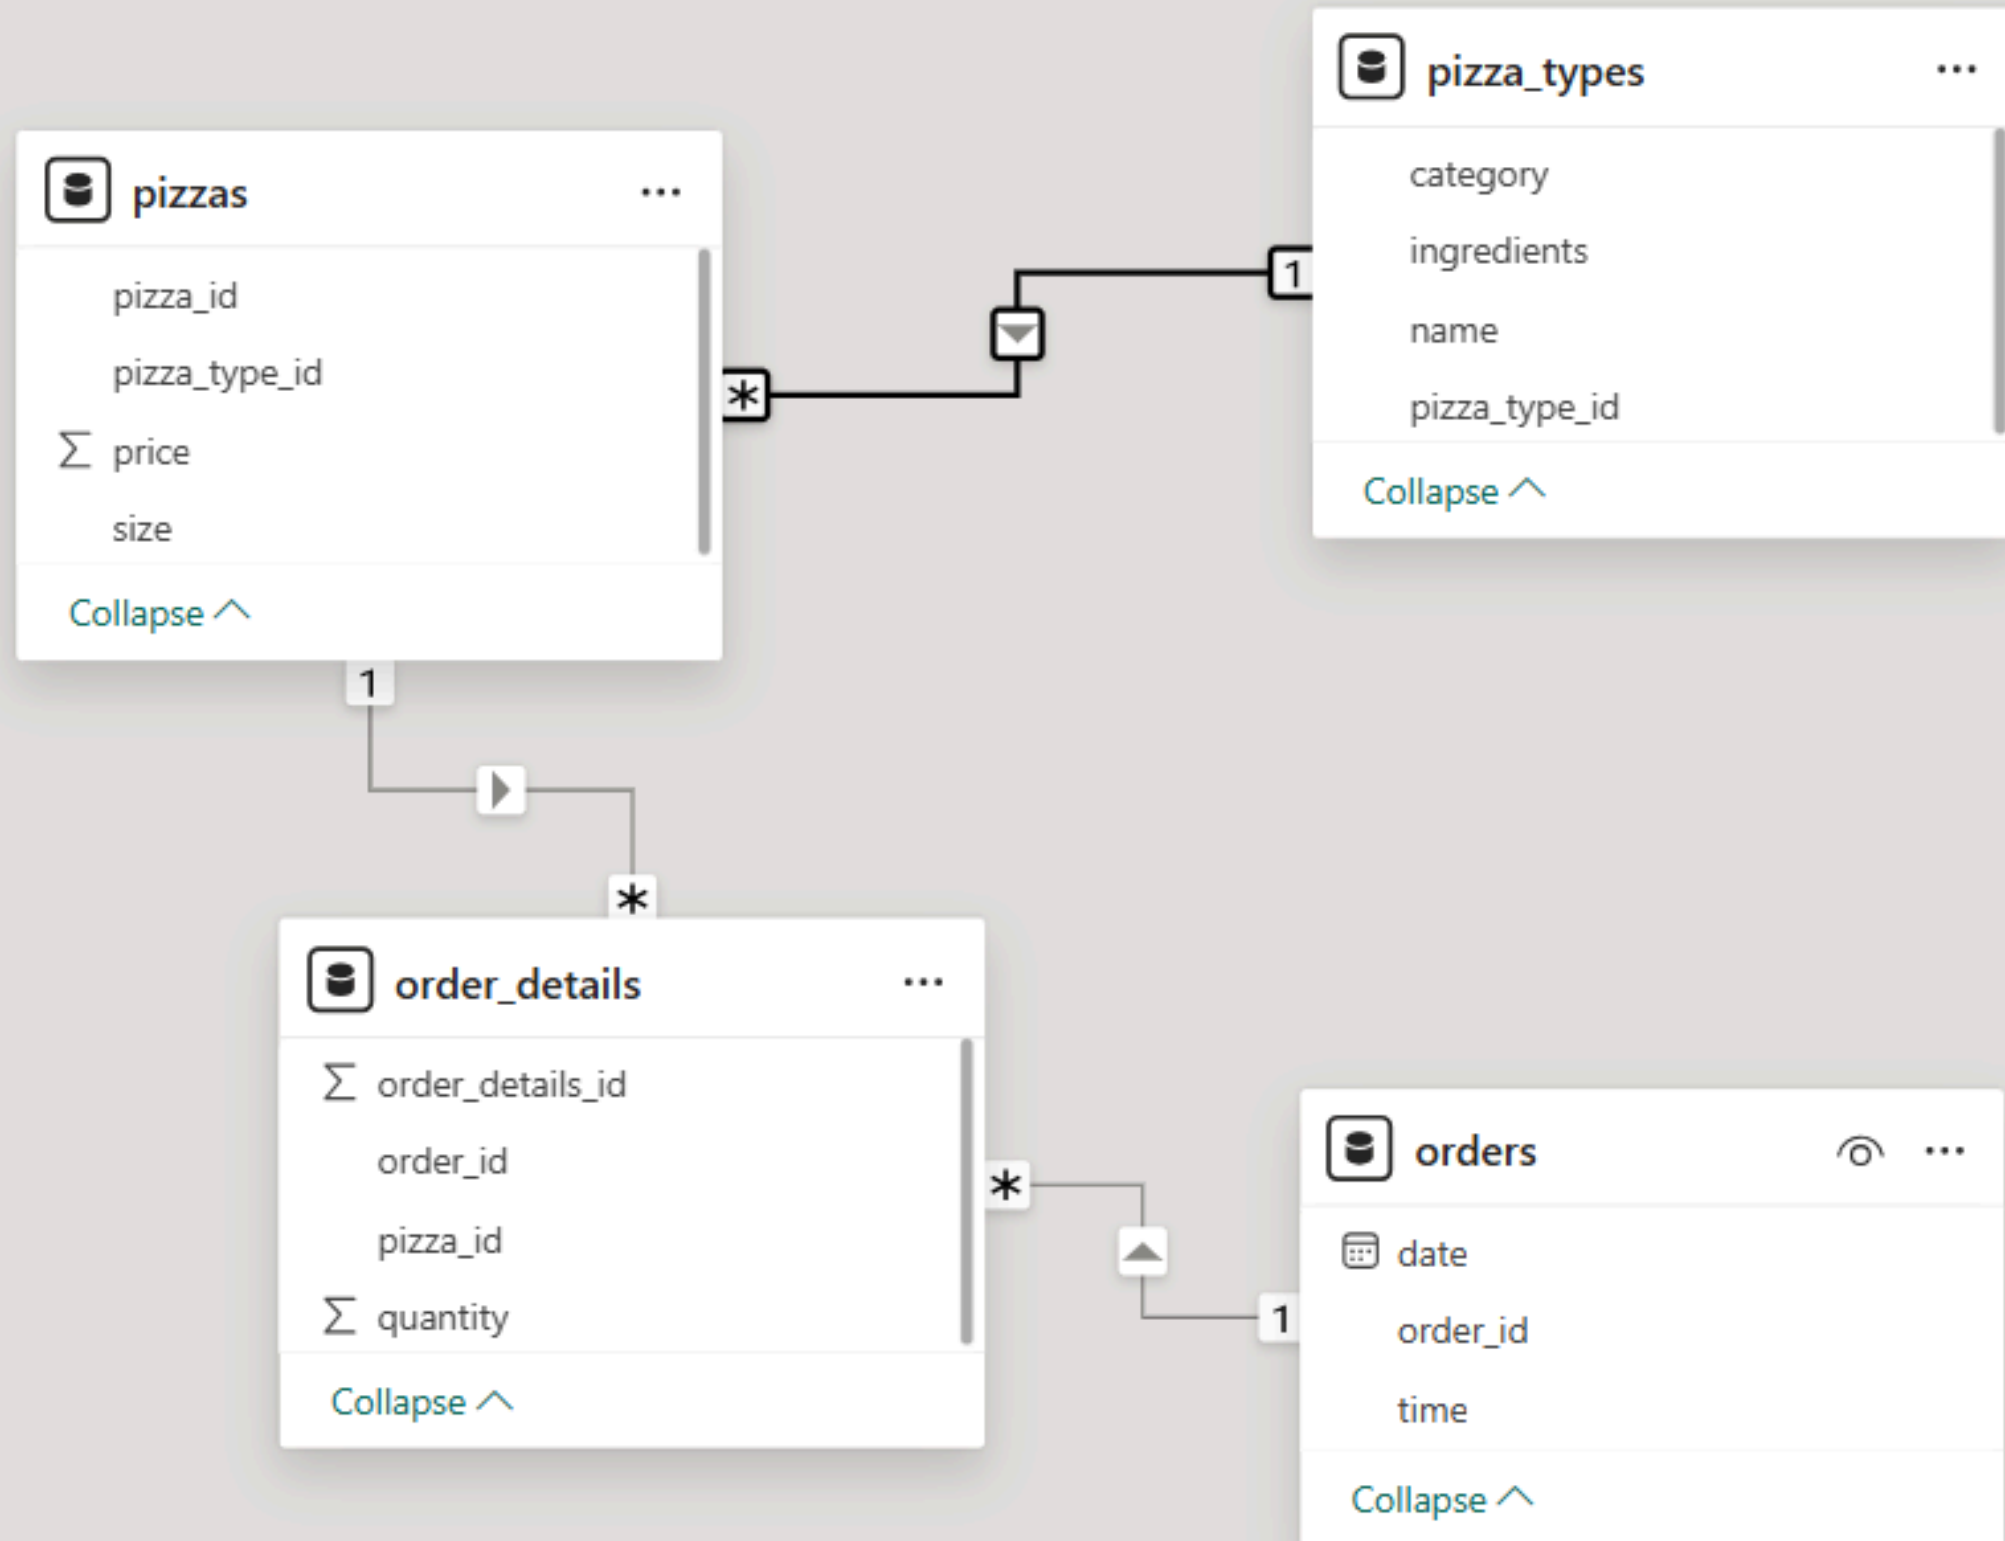 pizzas
pizza_id
pizza_type_id
Σ price
size
Collapse
1
*
pizza_types
category
ingredients
name
pizza_type_id
Collapse
1
*
order_details
Σ order_details_id
order_id
pizza_id
Σ quantity
Collapse
*
1
orders
date
order_id
time
Collapse